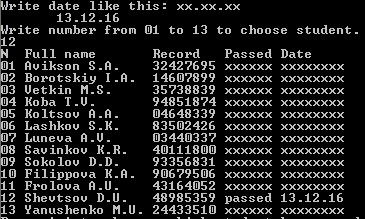 Write date like this: xx.xx.xx
13.12.16
Write number from 01 to 13 to choose student.
12
N Full name Record Passed Date
01 Avikson S.A. 32427695 xxxxxx xxxxxxxx
02 Borotskiy I.A. 14607899 xxxxxx xxxxxxxx
03 Vetkin M.S. 35738839 xxxxxx xxxxxxxx
04 Koba T.V. 94851874 xxxxxx xxxxxxxx
05 Koltsov A.A. 04648339 xxxxxx xxxxxxxx
06 Lashkov S.K. 83502426 xxxxxx xxxxxxxx
07 Luneva A.V. 03440337 xxxxxx xxxxxxxx
08 Savinkov K.R. 40111800 xxxxxx xxxxxxxx
09 Sokolov D.D. 93356831 xxxxxx xxxxxxxx
10 Filippova K.A. 90679506 xxxxxx xxxxxxxx
11 Frolova A.U. 43164052 xxxxxx xxxxxxxx
12 Shevtsov D.U. 48985359 passed 13.12.16
13 Yanushenko M.U. 24433510 xxxxxx xxxxxxxx